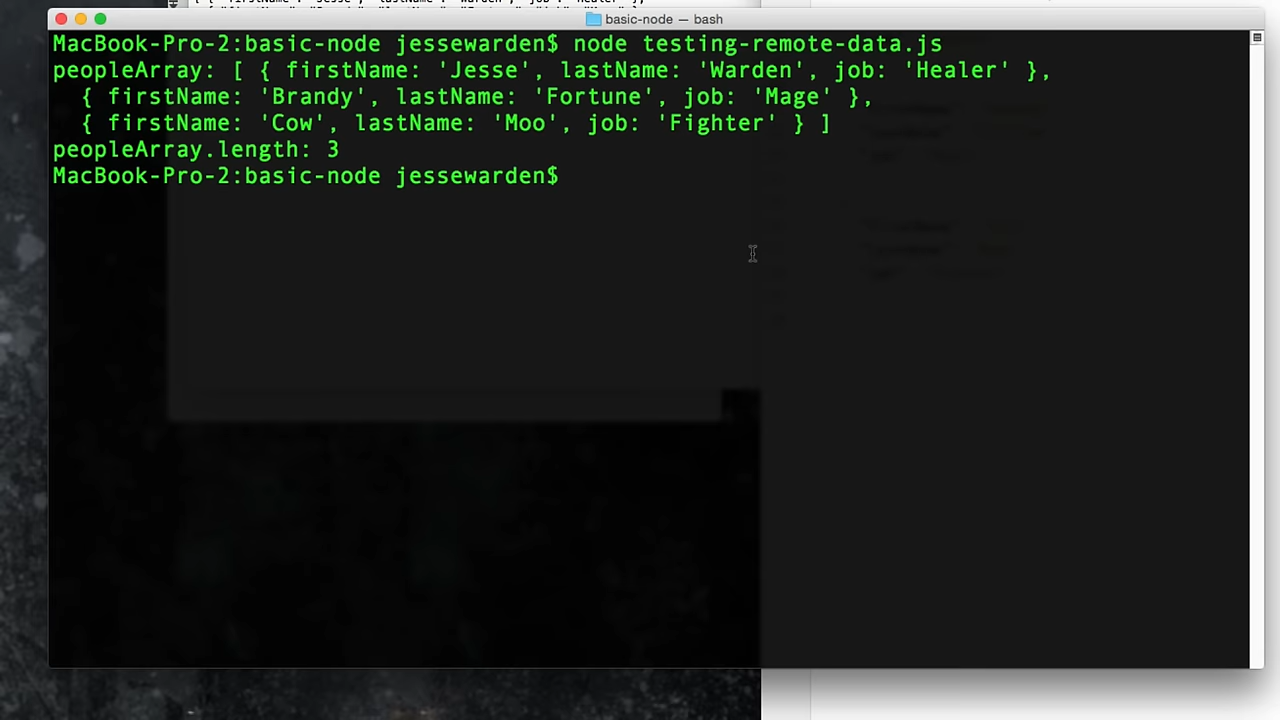 basic-node — bash
MacBook-Pro-2:basic-node jessewarden$ node testing-remote-data.js
peopleArray: [ { firstName: 'Jesse', lastName: 'Warden', job: 'Healer' },
  { firstName: 'Brandy', lastName: 'Fortune', job: 'Mage' },
  { firstName: 'Cow', lastName: 'Moo', job: 'Fighter' } ]
peopleArray.length: 3
MacBook-Pro-2:basic-node jessewarden$